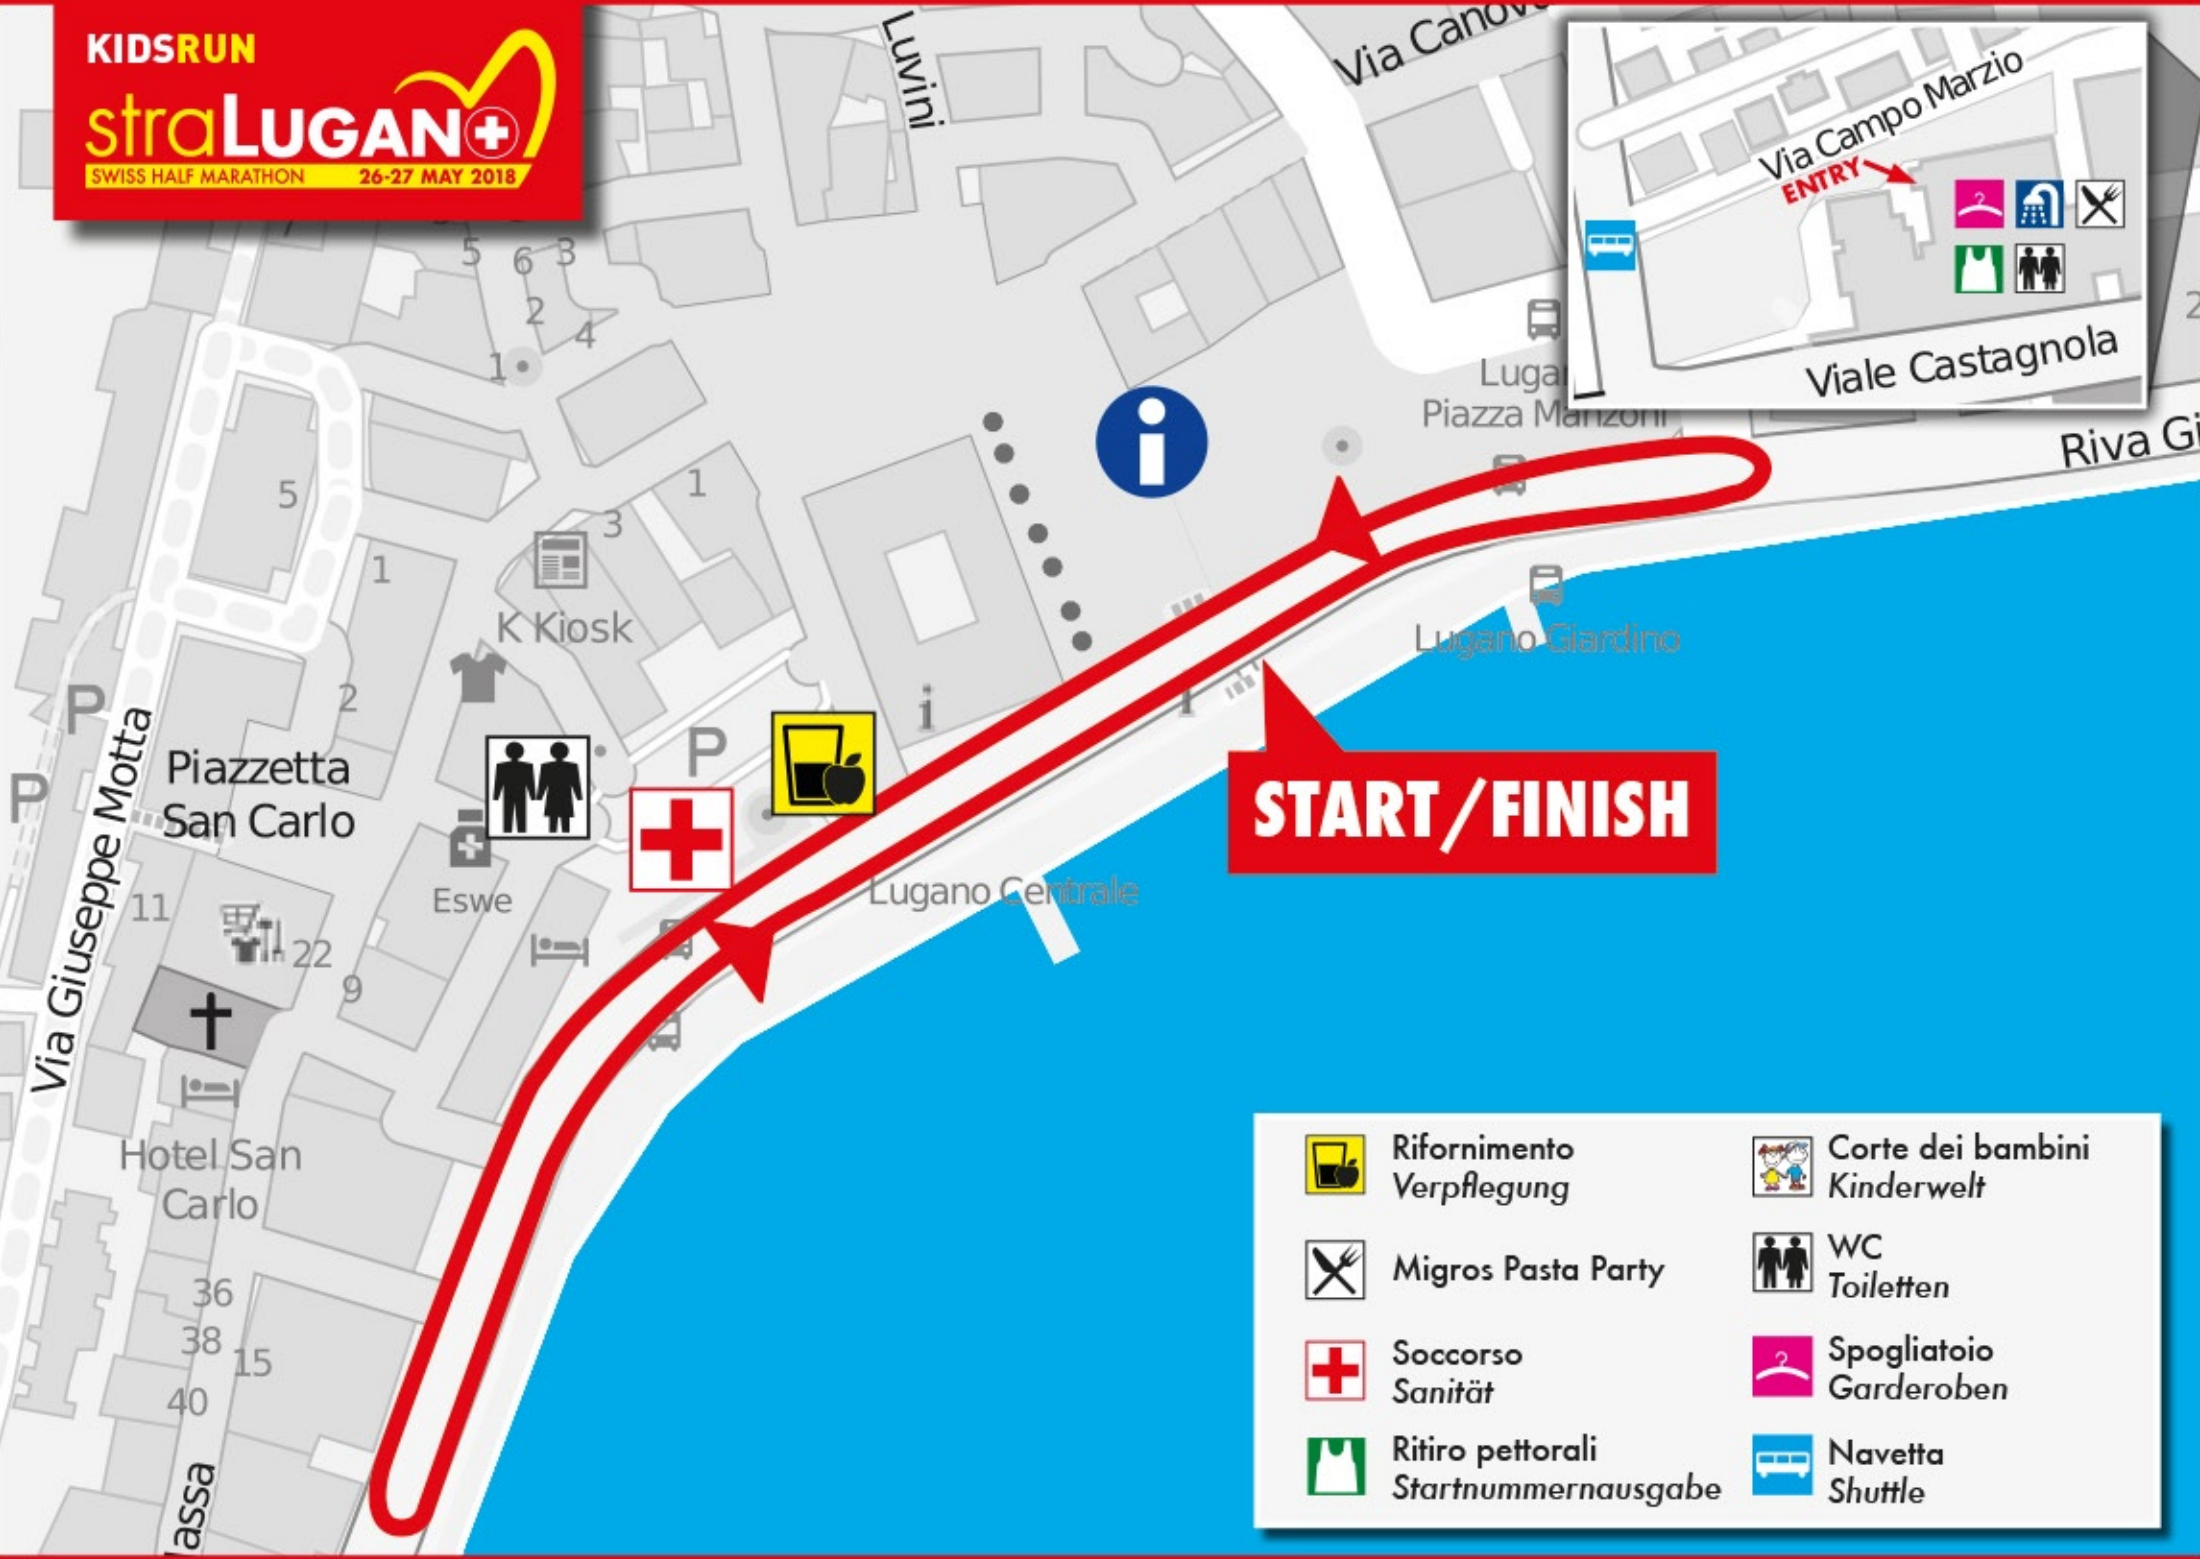 KIDSRUN
straLUGANO
SWISS HALF MARATHON 26-27 MAY 2018
Luvini
Via Campo Marzio
ENTRY
Viale Castagnola
Riva Gi
2
5
6
3
2
4
1
Piazza Manzoni
5
1
3
1
K Kiosk
Lugano Giardino
2
P
P
P
Via Giuseppe Motta
Piazzetta
San Carlo
START/FINISH
Lugano Centrale
Eswe
11
22
9
Hotel San
Carlo
36
38
15
40
assa
Rifornimento
Verpflegung
Migros Pasta Party
Soccorso
Sanität
Ritiro pettorali
Startnummernausgabe
Corte dei bambini
Kinderwelt
WC
Toiletten
Spogliatoio
Garderoben
Navetta
Shuttle